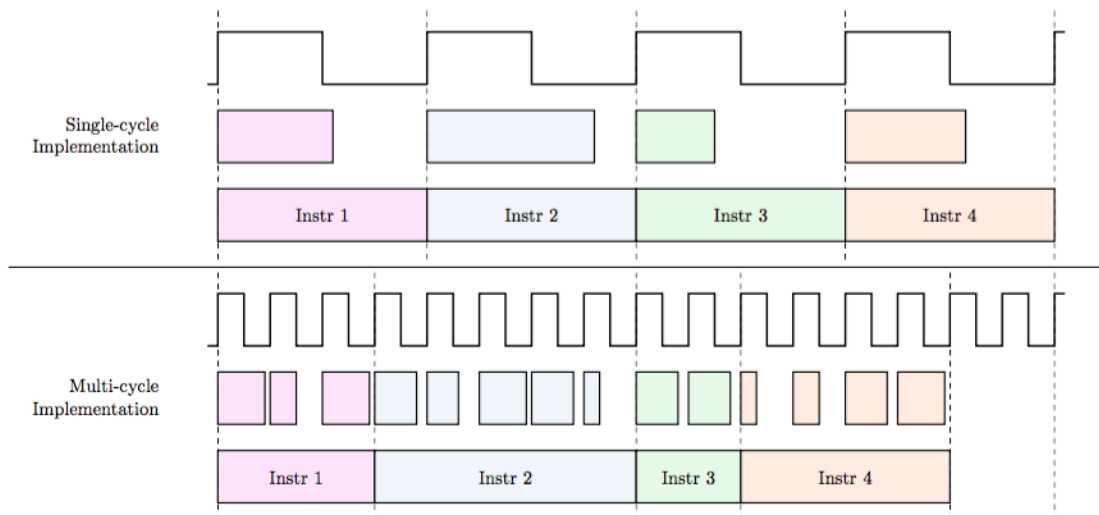 Single-cycle
Implementation
Instr 1
Instr 2
Instr 3
Instr 4
Multi-cycle
Implementation
Instr 1
Instr 2
Instr 3
Instr 4